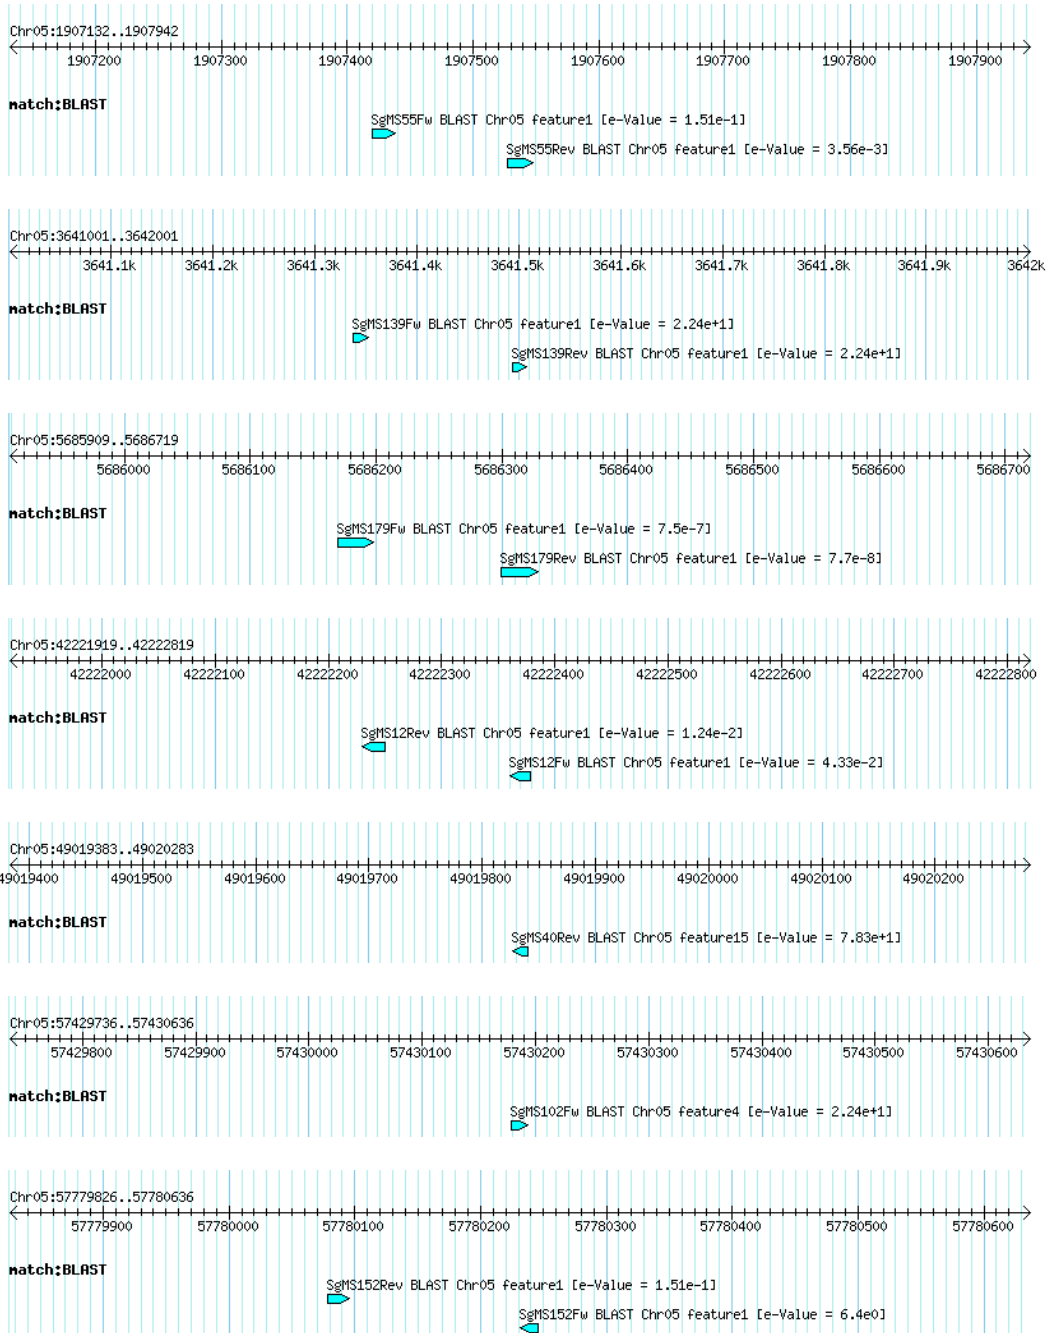 Chr05:1907132..1907942
1907200 1907300 1907400 1907500 1907600 1907700 1907800 1907900
match:BLAST
SgMS55Fw BLAST Chr05 feature1 [e-Value = 1.51e-1]
SgMS55Rev BLAST Chr05 feature1 [e-Value = 3.56e-3]
Chr05:3641001..3642001
3641.1k 3641.2k 3641.3k 3641.4k 3641.5k 3641.6k 3641.7k 3641.8k 3641.9k 3642k
match:BLAST
SgMS139Fw BLAST Chr05 feature1 [e-Value = 2.24e+1]
SgMS139Rev BLAST Chr05 feature1 [e-Value = 2.24e+1]
Chr05:5685909..5686719
5686000 5686100 5686200 5686300 5686400 5686500 5686600 5686700
match:BLAST
SgMS179Fw BLAST Chr05 feature1 [e-Value = 7.5e-7]
SgMS179Rev BLAST Chr05 feature1 [e-Value = 7.7e-8]
Chr05:42221919..42222819
42222000 42222100 42222200 42222300 42222400 42222500 42222600 42222700 42222800
match:BLAST
SgMS12Rev BLAST Chr05 feature1 [e-Value = 1.24e-2]
SgMS12Fw BLAST Chr05 feature1 [e-Value = 4.33e-2]
Chr05:49019383..49020283
49019400 49019500 49019600 49019700 49019800 49019900 49020000 49020100 49020200
match:BLAST
SgMS40Rev BLAST Chr05 feature15 [e-Value = 7.83e+1]
Chr05:57429736..57430636
57429800 57429900 57430000 57430100 57430200 57430300 57430400 57430500 57430600
match:BLAST
SgMS102Fw BLAST Chr05 feature4 [e-Value = 2.24e+1]
Chr05:57779826..57780636
57779900 57780000 57780100 57780200 57780300 57780400 57780500 57780600
match:BLAST
SgMS152Rev BLAST Chr05 feature1 [e-Value = 1.51e-1]
SgMS152Fw BLAST Chr05 feature1 [e-Value = 6.4e0]